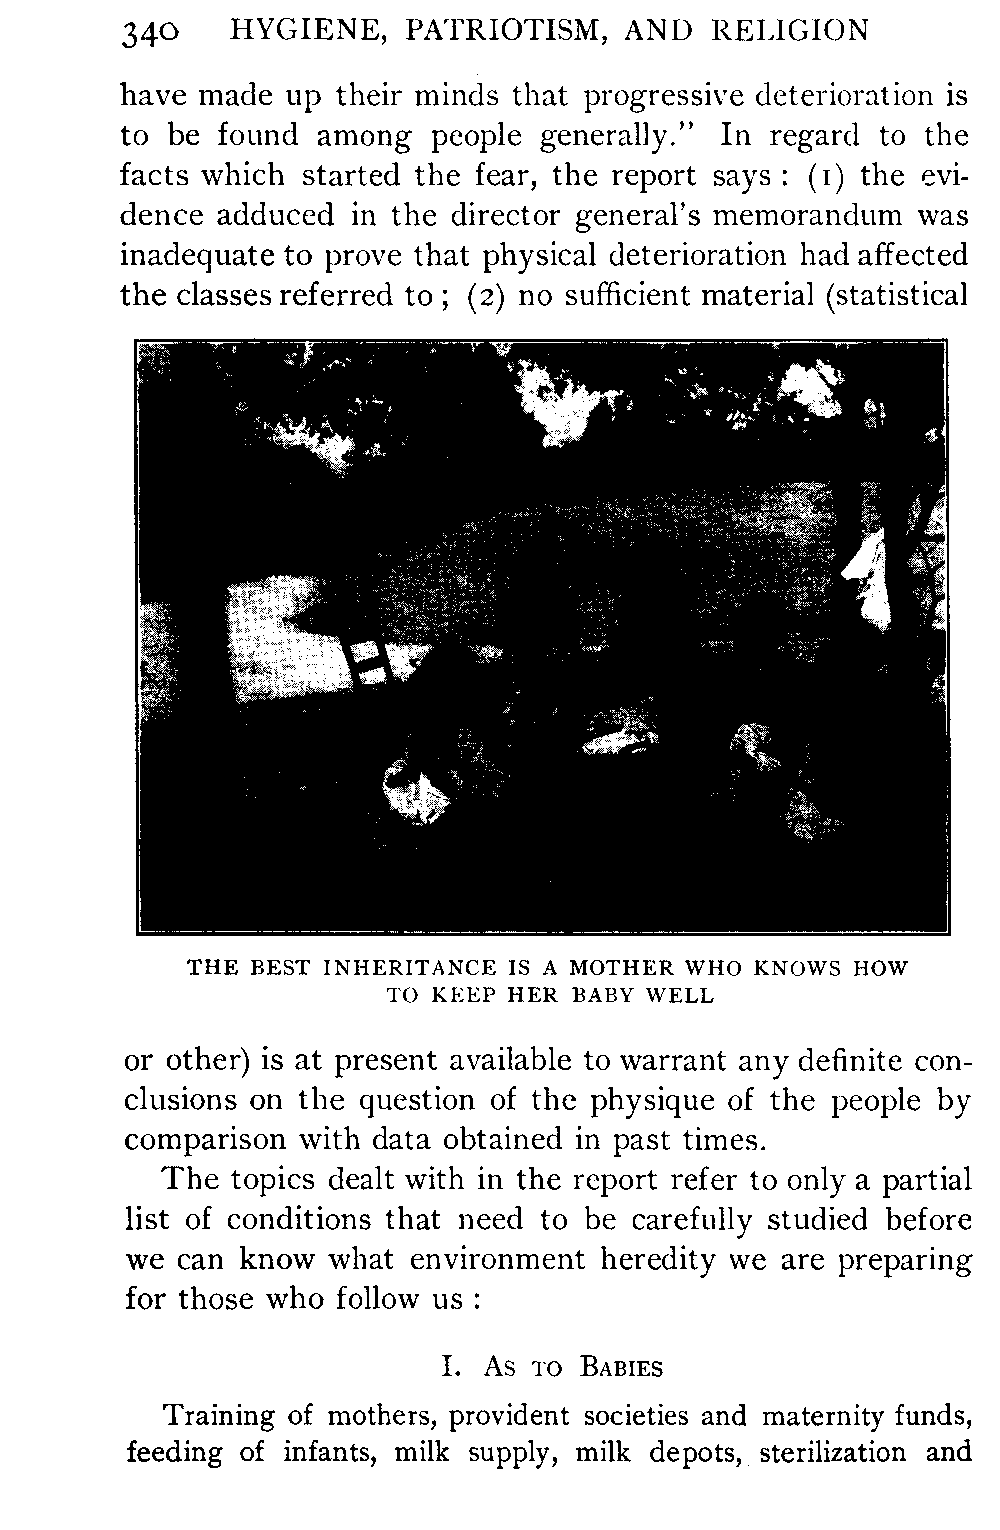 340 HYGIENE, PATRIOTISM, AND RELIGION
have made up their minds that progressive deterioration is
to be found among people generally.” In regard to the
facts which started the fear, the report says : (1) the evi-
dence adduced in the director general’s memorandum was
inadequate to prove that physical deterioration had affected
the classes referred to ; (2) no sufficient material (statistical
THE BEST INHERITANCE IS A MOTHER WHO KNOWS HOW
TO KEEP HER BABY WELL
or other) is at present available to warrant any definite con-
clusions on the question of the physique of the people by
comparison with data obtained in past times.
The topics dealt with in the report refer to only a partial
list of conditions that need to be carefully studied before
we can know what environment heredity we are preparing
for those who follow us :
I. As to Babies
Training of mothers, provident societies and maternity funds,
feeding of infants, milk supply, milk depots, sterilization and